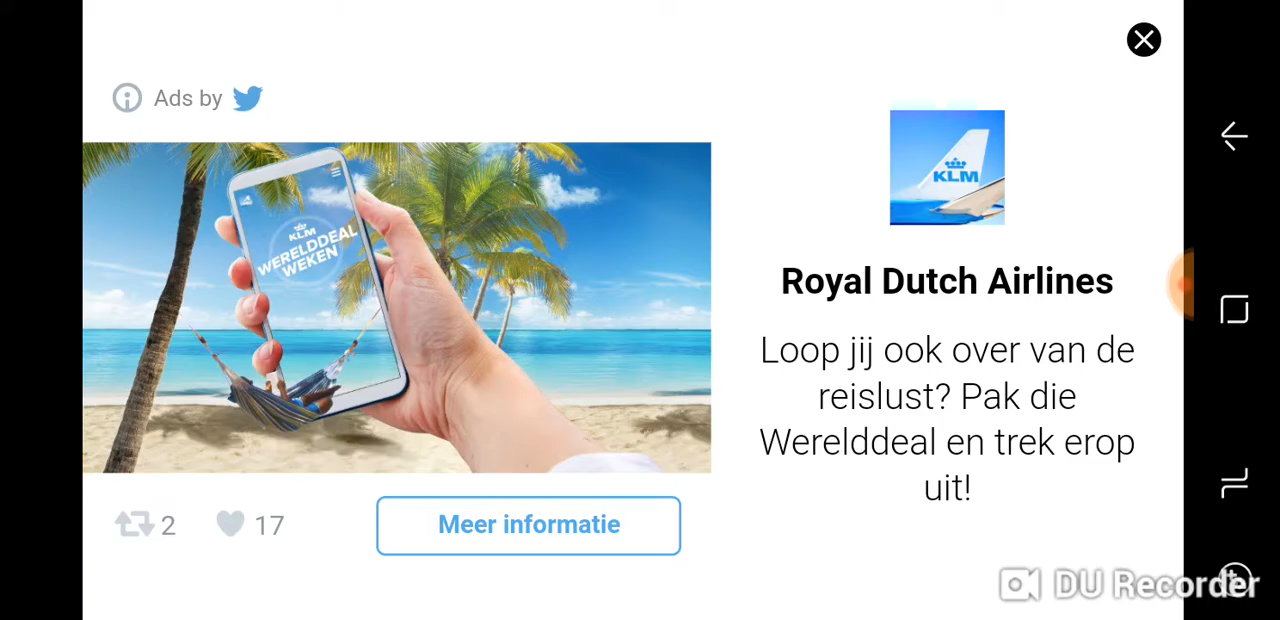 Ads by
KLM
WERELDDEAL
WEKEN
2
17
Meer informatie
KLM
Royal Dutch Airlines
Loop jij ook over van de
reislust? Pak die
Werelddeal en trek erop
uit!
DU Recorder